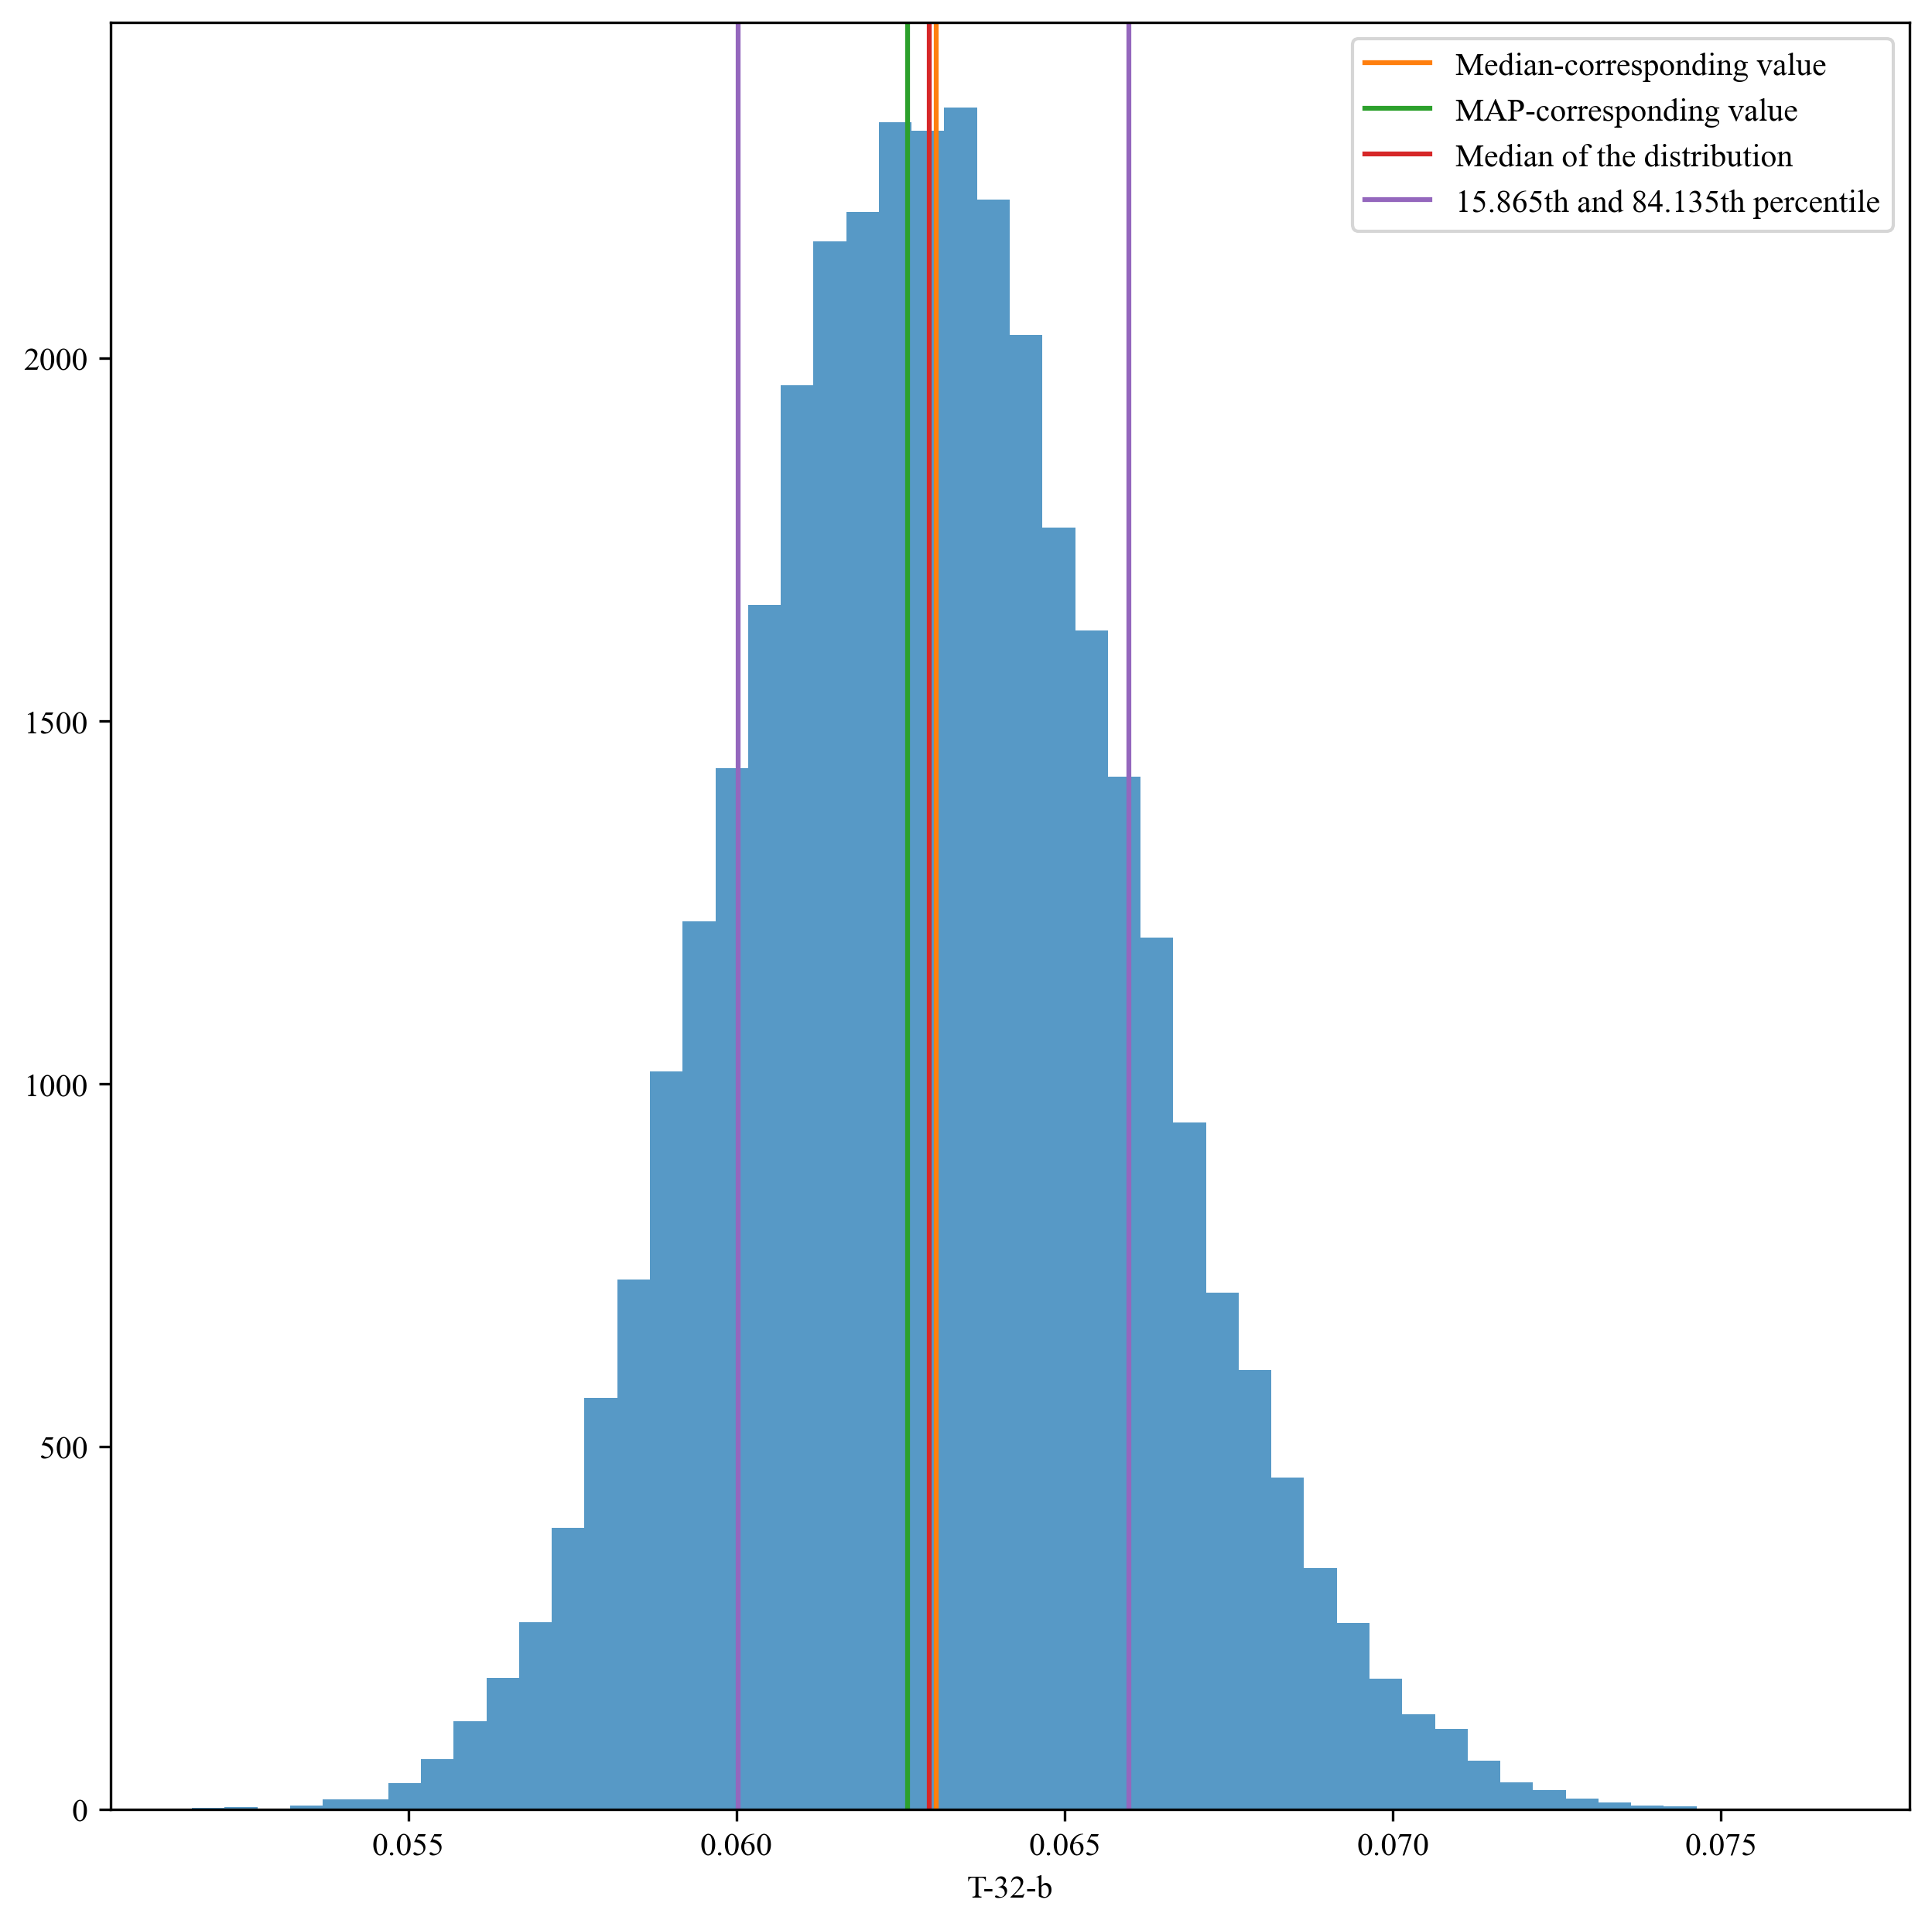 Median-corresponding value
MAP-corresponding value
Median of the distribution
15.865th and 84.135th percentile
2000
1500
1000
500
0
0.055 0.060 0.065 0.070 0.075
T-32-b